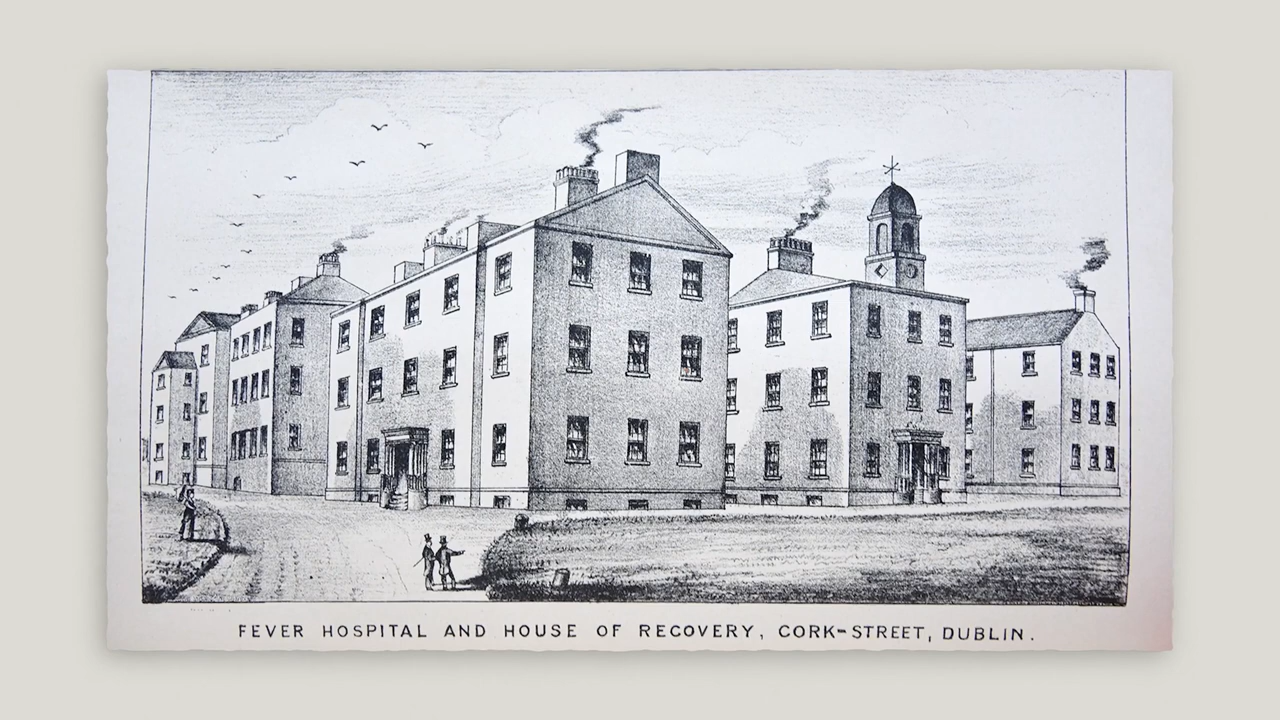 FEVER HOSPITAL AND HOUSE OF RECOVERY, CORK-STREET, DUBLIN.